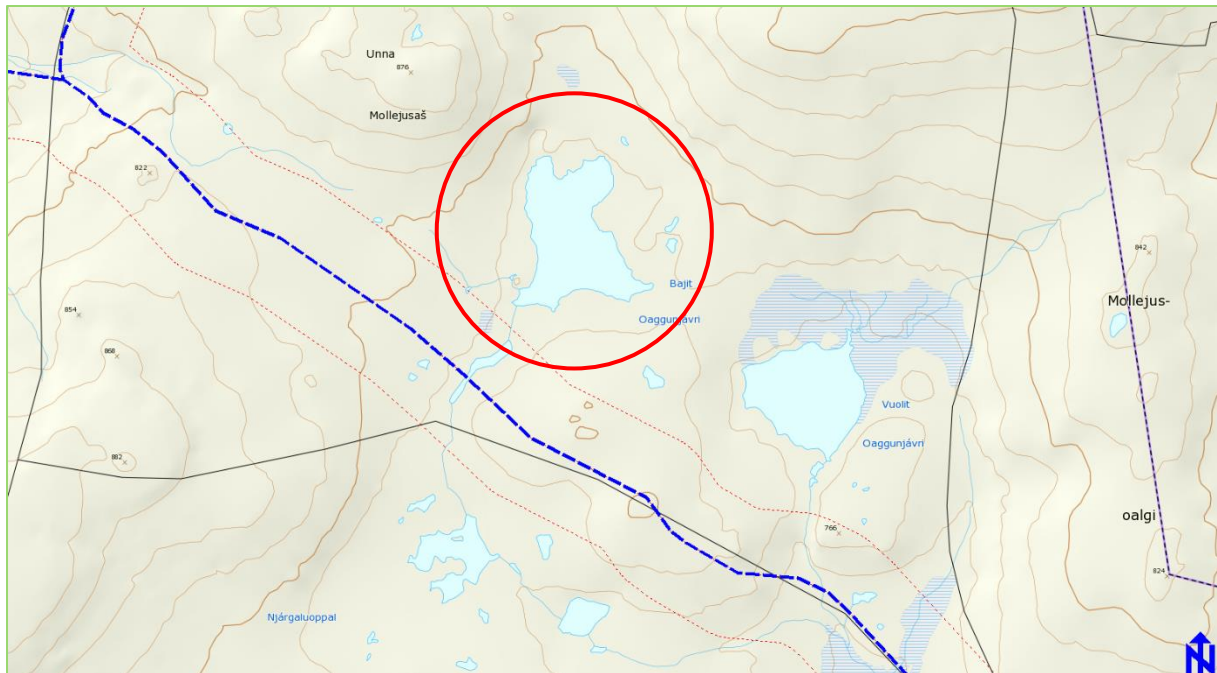 Unna
876
Mollejusaš
822
842
Bajit
Mollejus-
Oaggunjávri
854
868
Vuolit
Oaggunjávri
882
oalgi
766
824
Njárgaluoppal
N